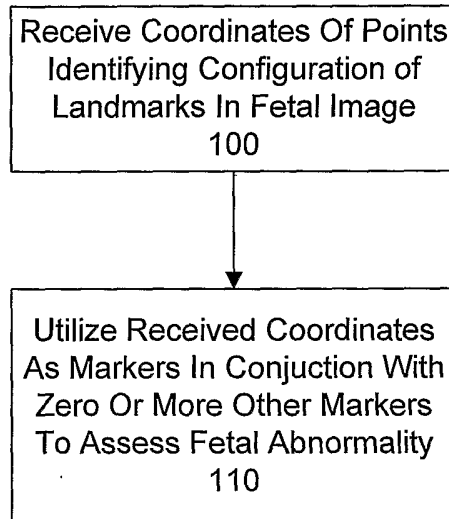 Receive Coordinates Of Points
Identifying Configuration of
Landmarks In Fetal Image
100
Utilize Received Coordinates
As Markers In Conjuction With
Zero Or More Other Markers
To Assess Fetal Abnormality
110